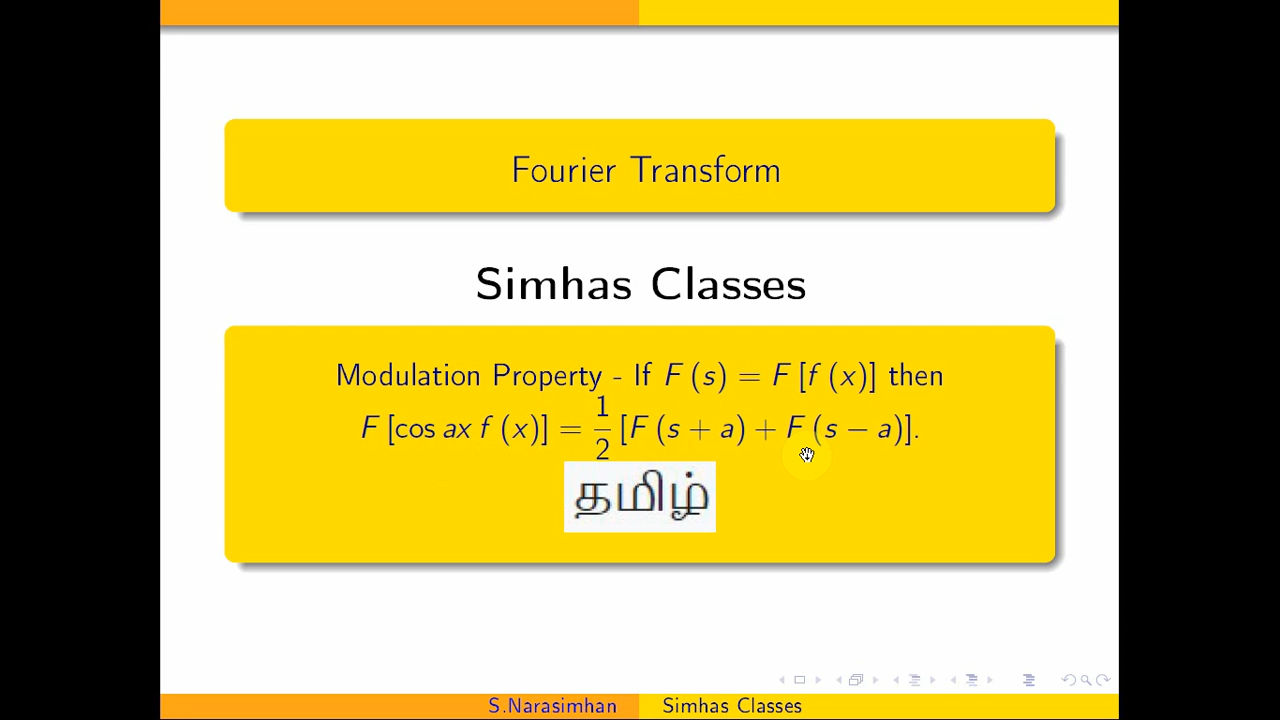 Fourier Transform
Simhas Classes
Modulation Property - If F (s) = F [f (x)] then
F [cos ax f (x)] = 1/2 [F (s + a) + F (s − a)].
தமிழ்
S.Narasimhan Simhas Classes